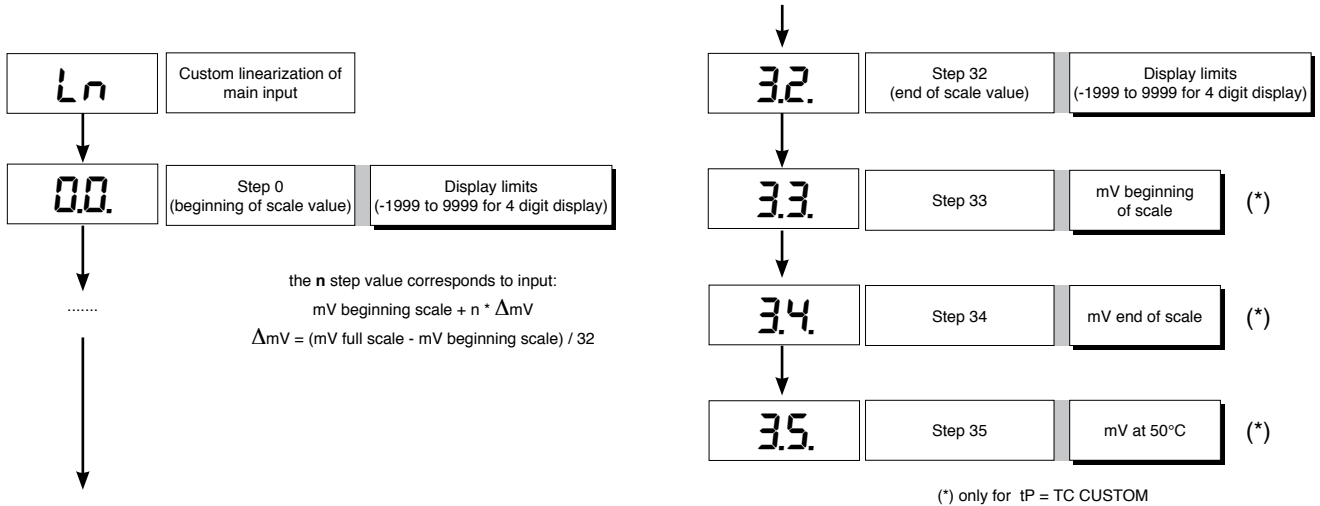 Ln
Custom linearization of
main input
0.0.
Step 0
(beginning of scale value)
Display limits
(-1999 to 9999 for 4 digit display)
.......
the n step value corresponds to input:
mV beginning scale + n * ΔmV
ΔmV = (mV full scale - mV beginning scale) / 32
3.2.
Step 32
(end of scale value)
Display limits
(-1999 to 9999 for 4 digit display)
3.3.
Step 33
mV beginning
of scale
(*)
3.4.
Step 34
mV end of scale
(*)
3.5.
Step 35
mV at 50°C
(*)
(*) only for tP = TC CUSTOM